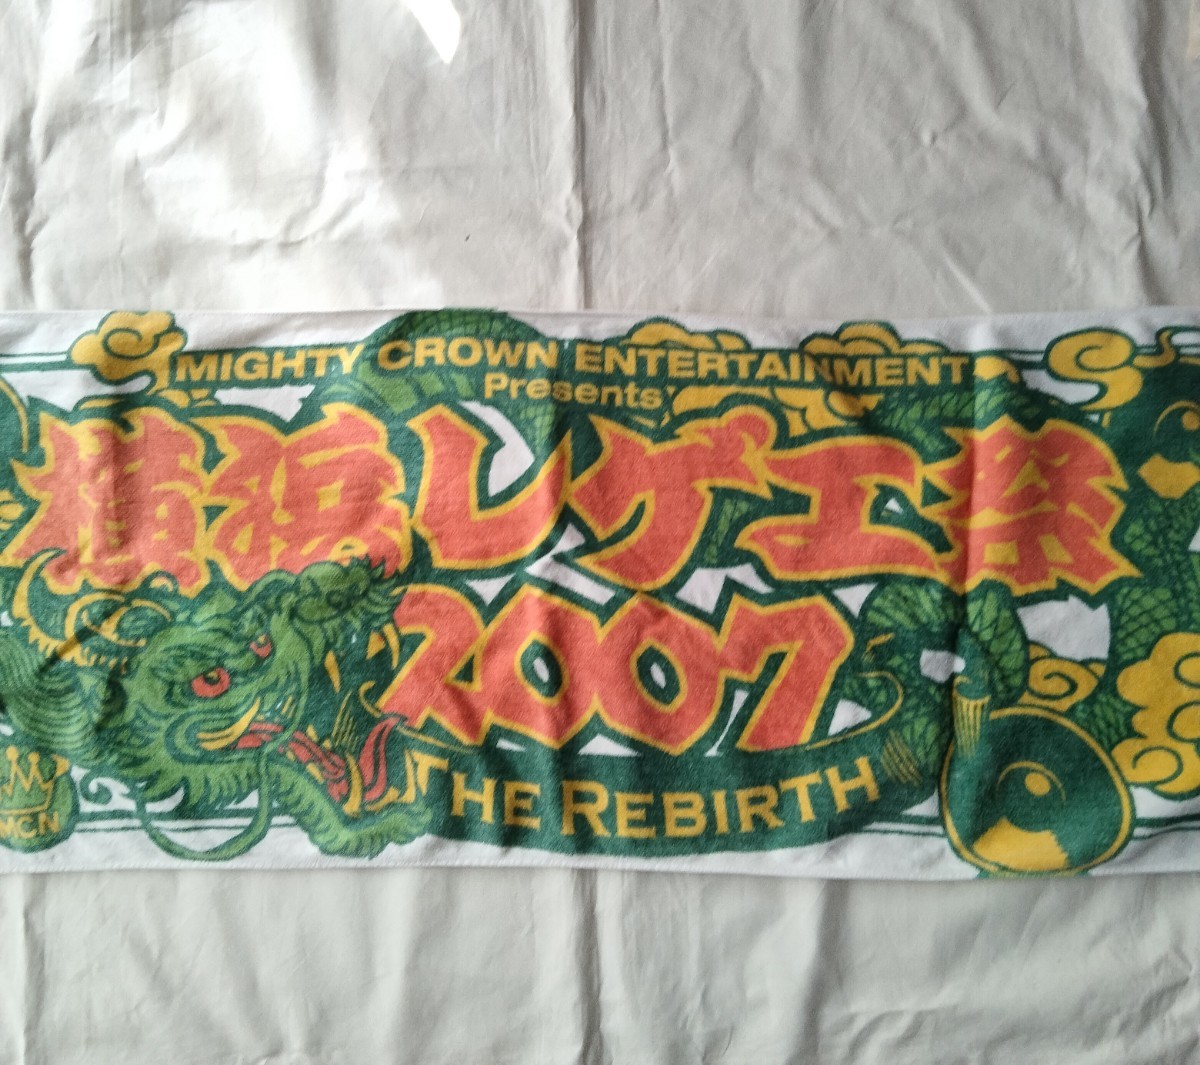 MIGHTY CROWN ENTERTAINMENT
Presents
横浜レゲエ祭
2007
THE REBIRTH
MCN